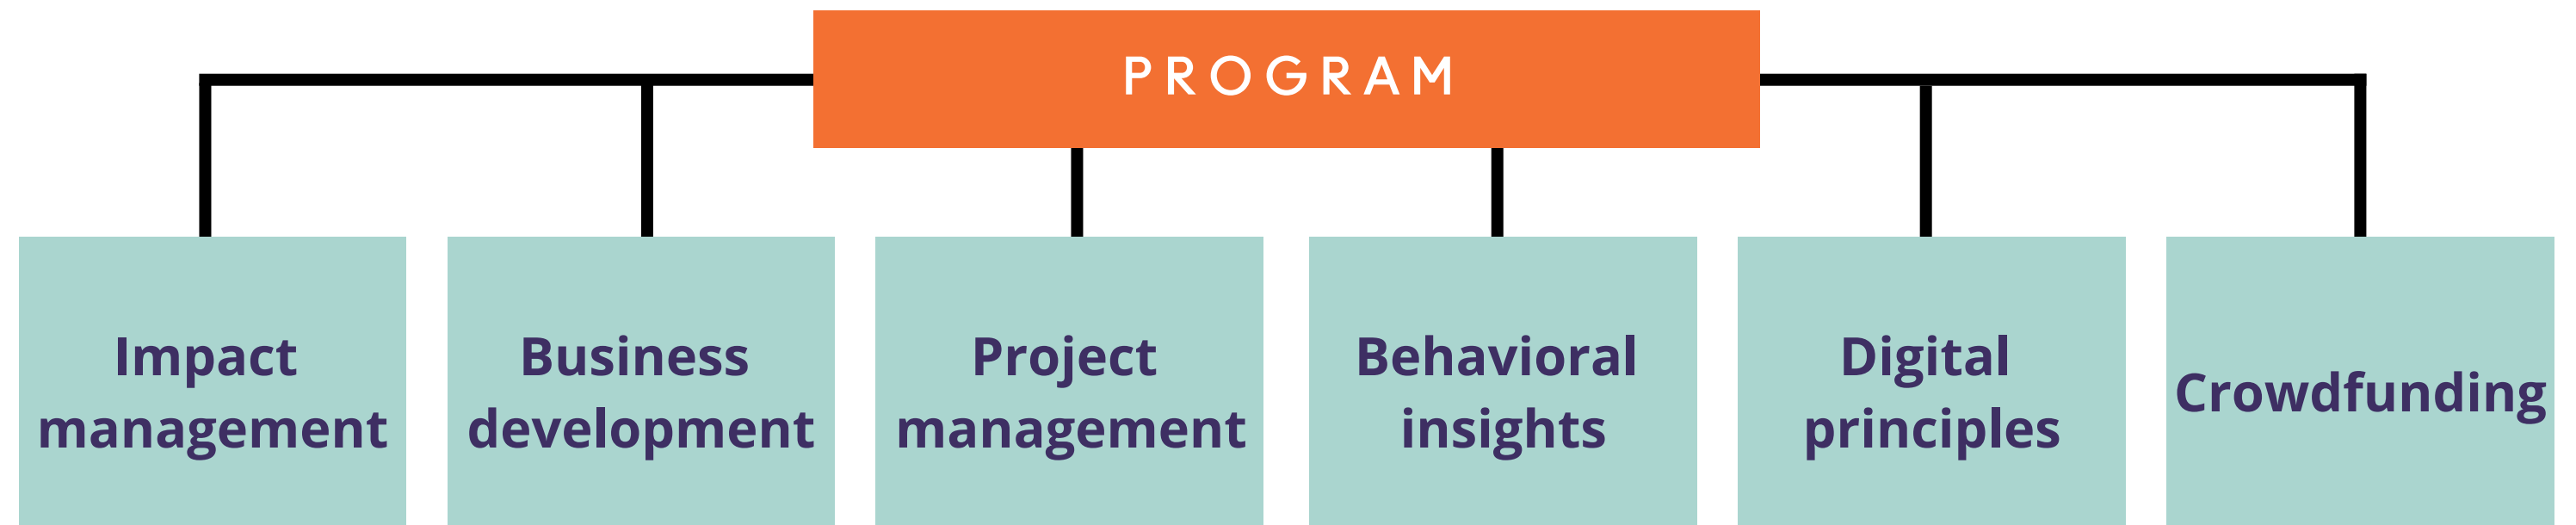 PROGRAM
Impact
management
Business
development
Project
management
Behavioral
insights
Digital
principles
Crowdfunding